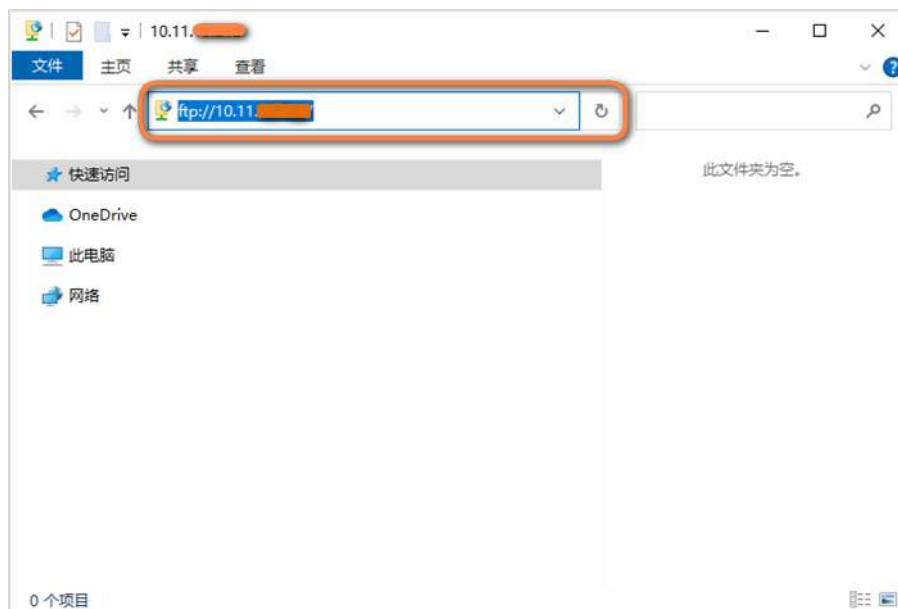 10.11.
文件 主页 共享 查看
ftp://10.11.
快速访问
此文件夹为空。
OneDrive
此电脑
网络
0 个项目